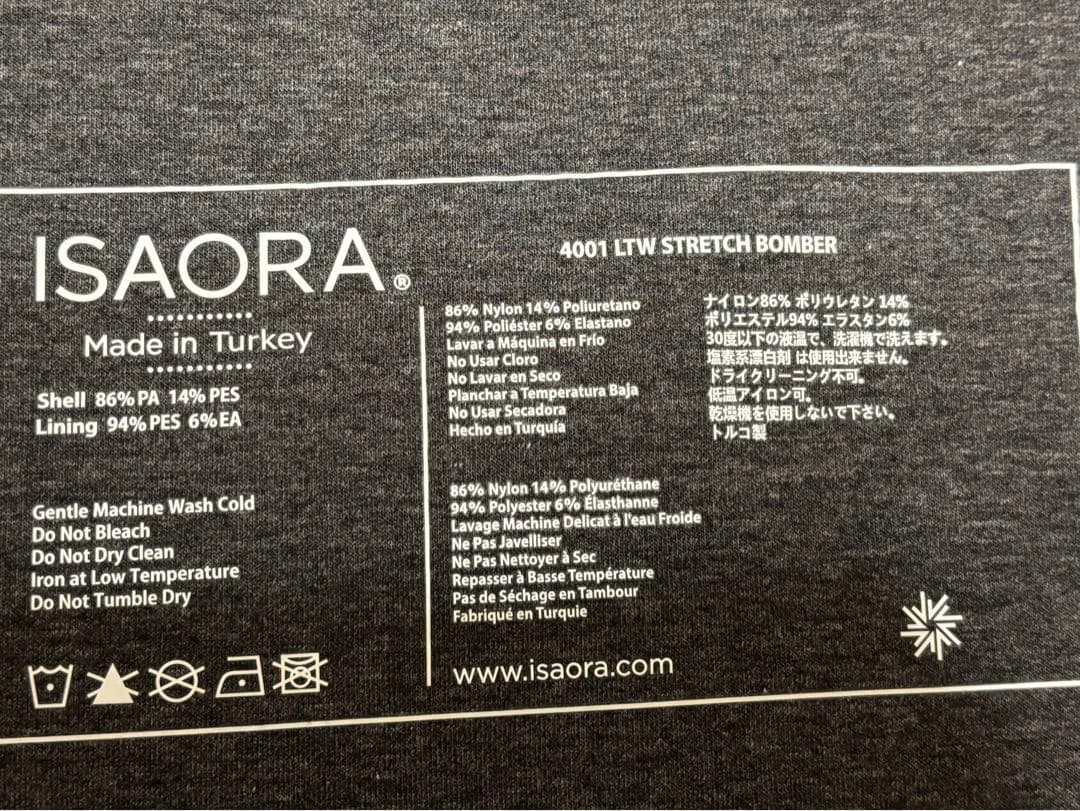 ISAORA®
Made in Turkey
Shell 86% PA 14% PES
Lining 94% PES 6% EA
Gentle Machine Wash Cold
Do Not Bleach
Do Not Dry Clean
Iron at Low Temperature
Do Not Tumble Dry
4001 LTW STRETCH BOMBER
86% Nylon 14% Poliuretano
94% Poliéster 6% Elastano
Lavar a Máquina en Frio
No Usar Cloro
No Lavar en Seco
Planchar a Temperatura Baja
No Usar Secadora
Hecho en Turquía
ナイロン86% ポリウレタン 14%
ポリエステル94% エラスタン6%
30度以下の液温で、洗濯機で洗えます。
塩素系漂白剤 は使用出来ません。
ドライクリーニング不可。
低温アイロン可。
乾燥機を使用しないで下さい。
トルコ製
86% Nylon 14% Polyuréthane
94% Polyester 6% Élasthanne
Lavage Machine Delicat à l'eau Froide
Ne Pas Javelliser
Ne Pas Nettoyer à Sec
Repasser à Basse Température
Pas de Séchage en Tambour
Fabriqué en Turquie
www.isaora.com